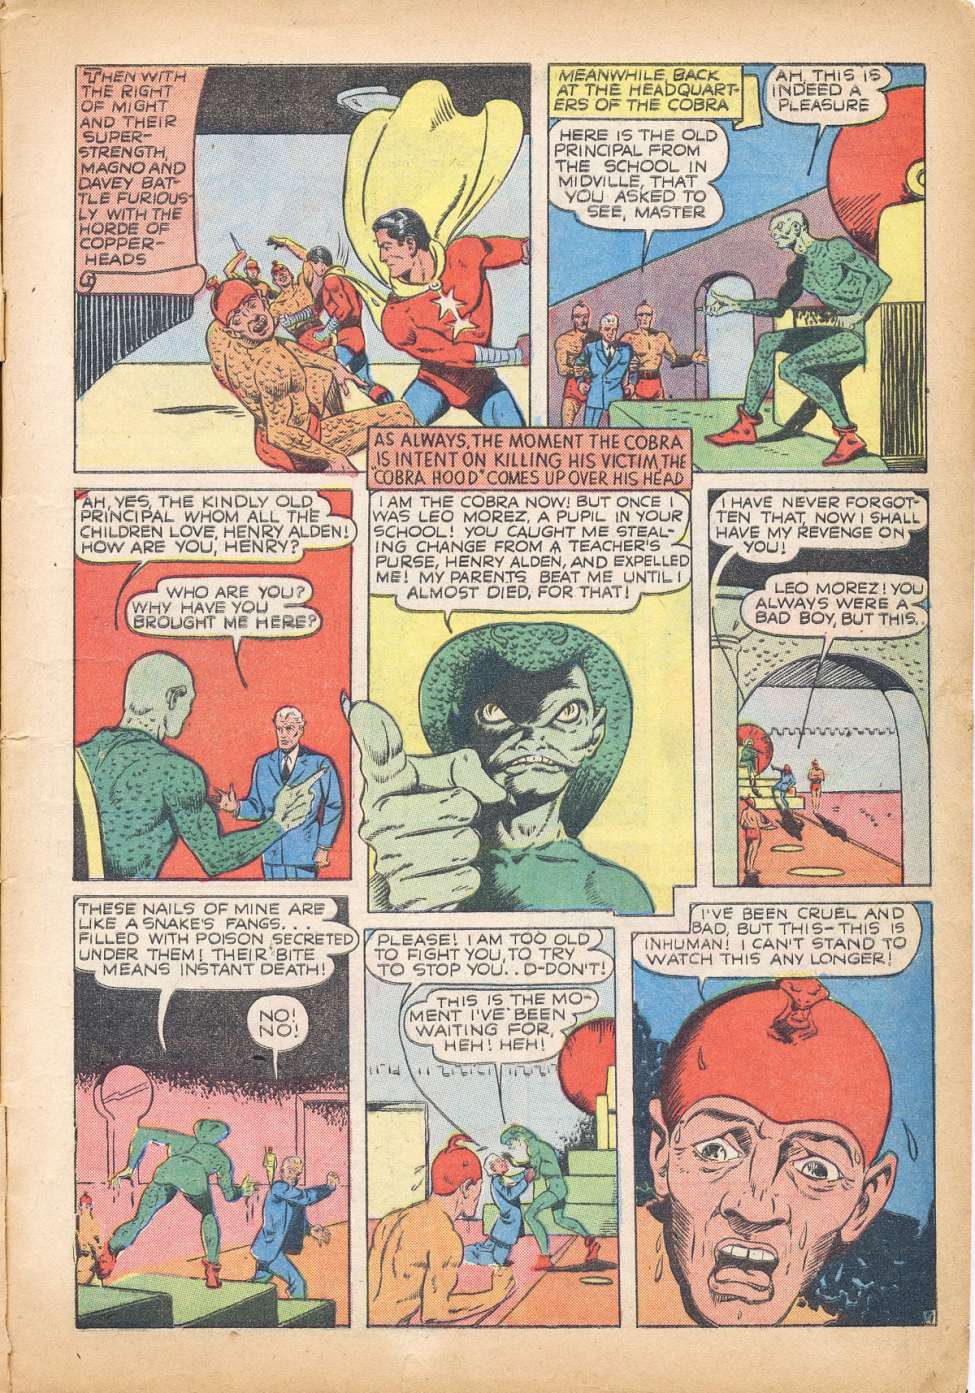 THEN WITH
THE RIGHT
OF MIGHT
AND THEIR
SUPER-
STRENGTH,
MAGNO AND
DAVEY BAT-
TLE FURIOUS-
LY WITH THE
HORDE OF
COPPER-
HEADS
MEANWHILE, BACK
AT THE HEADQUART-
ERS OF THE COBRA
AH, THIS IS
INDEED A
PLEASURE
HERE IS THE OLD
PRINCIPAL FROM
THE SCHOOL IN
MIDVILLE, THAT
YOU ASKED TO
SEE, MASTER
AS ALWAYS, THE MOMENT THE COBRA
IS INTENT ON KILLING HIS VICTIM, THE
"COBRA HOOD" COMES UP OVER HIS HEAD
AH, YES, THE KINDLY OLD
PRINCIPAL WHOM ALL THE
CHILDREN LOVE, HENRY ALDEN!
HOW ARE YOU, HENRY?
WHO ARE YOU?
WHY HAVE YOU
BROUGHT ME HERE?
I AM THE COBRA NOW! BUT ONCE I
WAS LEO MOREZ, A PUPIL IN YOUR
SCHOOL! YOU CAUGHT ME STEAL-
ING CHANGE FROM A TEACHER'S
PURSE, HENRY ALDEN, AND EXPELLED
ME! MY PARENTS BEAT ME UNTIL I
ALMOST DIED, FOR THAT!
I HAVE NEVER FORGOT-
TEN THAT, NOW I SHALL
HAVE MY REVENGE ON
YOU!
LEO MOREZ! YOU
ALWAYS WERE A
BAD BOY, BUT THIS..
THESE NAILS OF MINE ARE
LIKE A SNAKE'S FANGS...
FILLED WITH POISON SECRETED
UNDER THEM! THEIR BITE
MEANS INSTANT DEATH!
NO!
NO!
PLEASE! I AM TOO OLD
TO FIGHT YOU, TO TRY
TO STOP YOU.. D-DON'T!
THIS IS THE MO-
MENT I'VE BEEN
WAITING FOR,
HEH! HEH!
I'VE BEEN CRUEL AND
BAD, BUT THIS-THIS IS
INHUMAN! I CAN'T STAND TO
WATCH THIS ANY LONGER!